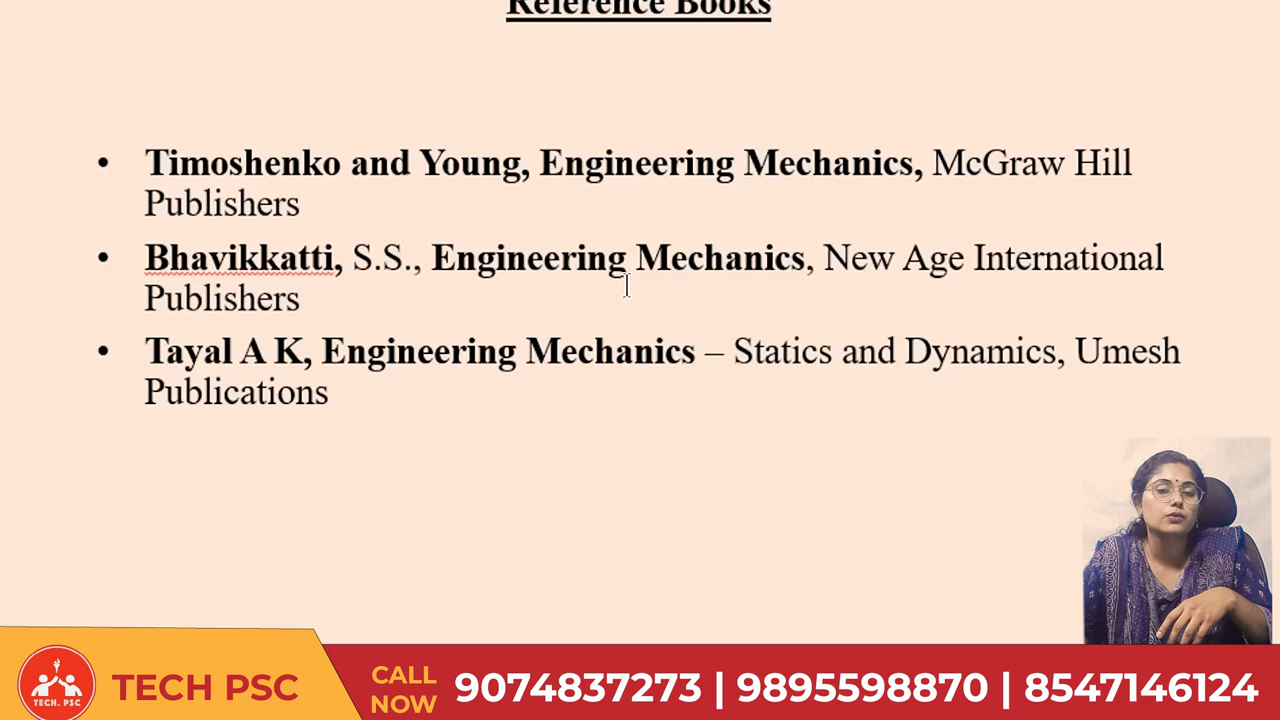 Reference Books
• Timoshenko and Young, Engineering Mechanics, McGraw Hill
Publishers
• Bhavikkatti, S.S., Engineering Mechanics, New Age International
Publishers
• Tayal A K, Engineering Mechanics – Statics and Dynamics, Umesh
Publications
TECH. PSC
TECH PSC
CALL
NOW
9074837273 | 9895598870 | 8547146124